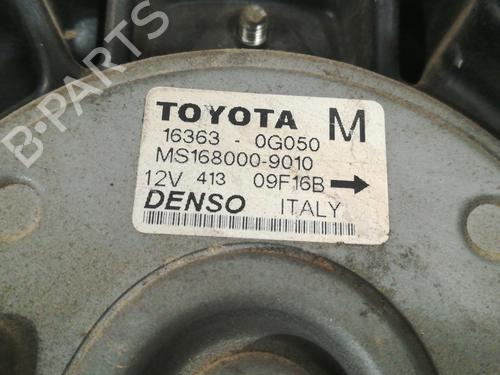 B-PARTS
TOYOTA M
16363 - 0G050
MS168000-9010
12V 413 09F16B →
DENSO ITALY